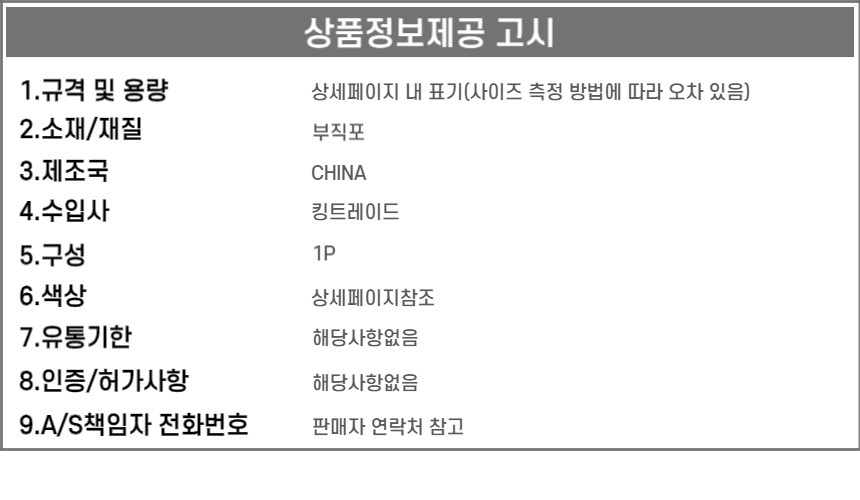 상품정보제공 고시
1.규격 및 용량 상세페이지 내 표기(사이즈 측정 방법에 따라 오차 있음)
2.소재/재질 부직포
3.제조국 CHINA
4.수입사 킹트레이드
5.구성 1P
6.색상 상세페이지참조
7.유통기한 해당사항없음
8.인증/허가사항 해당사항없음
9.A/S책임자 전화번호 판매자 연락처 참고